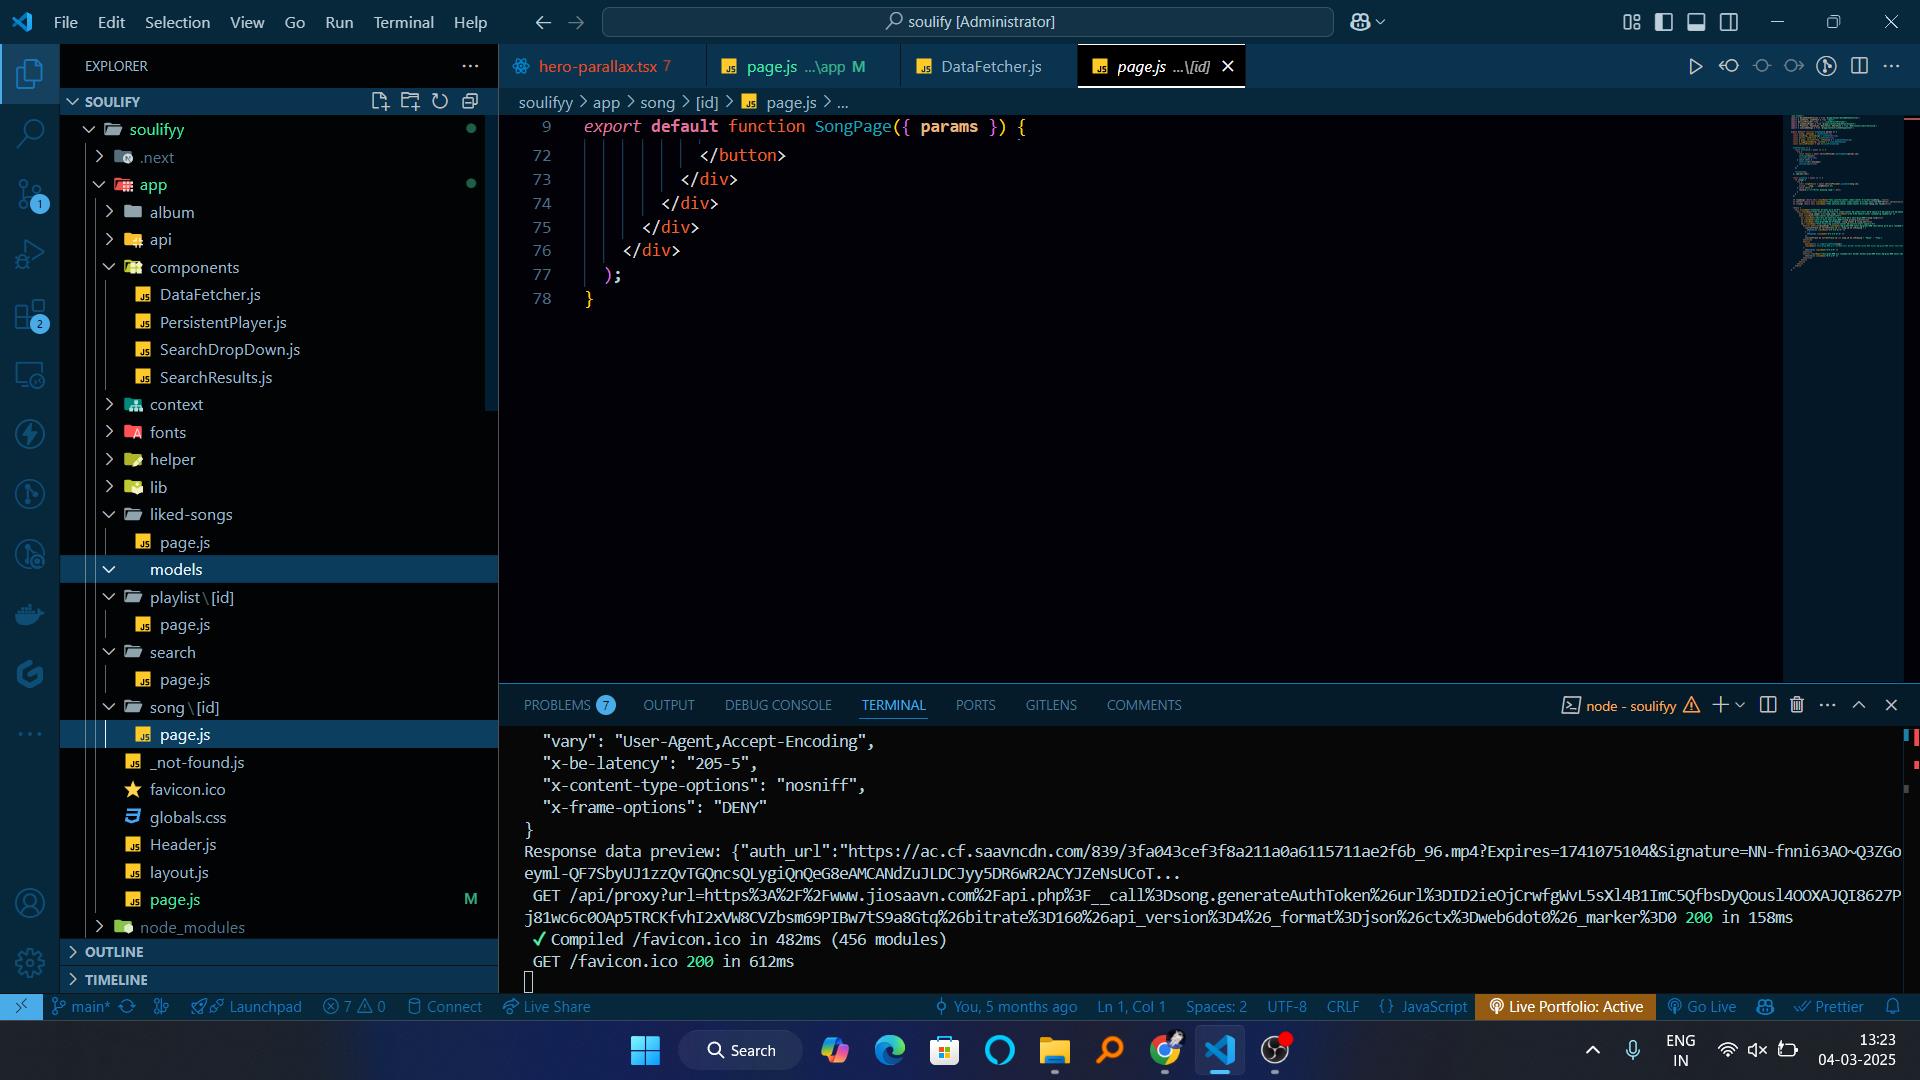 File Edit Selection View Go Run Terminal Help
soulify [Administrator]
EXPLORER
hero-parallax.tsx 7
page.js ...\app M
DataFetcher.js
page.js ...\[id]
SOULIFY
soulifyy > app > song > [id] > page.js > ...
soulifyy
.next
app
album
api
components
DataFetcher.js
PersistentPlayer.js
SearchDropDown.js
SearchResults.js
context
fonts
helper
lib
liked-songs
page.js
models
playlist\[id]
page.js
search
page.js
song\[id]
page.js
_not-found.js
favicon.ico
globals.css
Header.js
layout.js
page.js M
node_modules
OUTLINE
TIMELINE
1
2
9 export default function SongPage({ params }) {
72 </button>
73 </div>
74 </div>
75 </div>
76 </div>
77 );
78 }
PROBLEMS 7 OUTPUT DEBUG CONSOLE TERMINAL PORTS GITLENS COMMENTS
node - soulifyy
"vary": "User-Agent,Accept-Encoding",
"x-be-latency": "205-5",
"x-content-type-options": "nosniff",
"x-frame-options": "DENY"
}
Response data preview: {"auth_url":"https://ac.cf.saavncdn.com/839/3fa043cef3f8a211a0a6115711ae2f6b_96.mp4?Expires=1741075104&Signature=NN-fnni63AO~Q3ZGo
eyml-QF7SbyUJ1zzQvTGQncsQLygiQnQeG8eAMCANdZuJLDCJyy5DR6wR2ACYJZeNsUCoT...
GET /api/proxy?url=https%3A%2F%2Fwww.jiosaavn.com%2Fapi.php%3F__call%3Dsong.generateAuthToken%26url%3DID2ieOjCrwfgWvL5sXl4B1ImC5QfbsDyQousl4OOXAJQI8627P
j81wc6c0OAp5TRCKfvhI2xVW8CVZbsm69PIBw7tS9a8Gtq%26bitrate%3D160%26api_version%3D4%26_format%3Djson%26ctx%3Dweb6dot0%26_marker%3D0 200 in 158ms
✓ Compiled /favicon.ico in 482ms (456 modules)
GET /favicon.ico 200 in 612ms
main* Launchpad 7 0 Connect Live Share
You, 5 months ago Ln 1, Col 1 Spaces: 2 UTF-8 CRLF {} JavaScript Live Portfolio: Active Go Live Prettier
Search
ENG
IN
13:23
04-03-2025